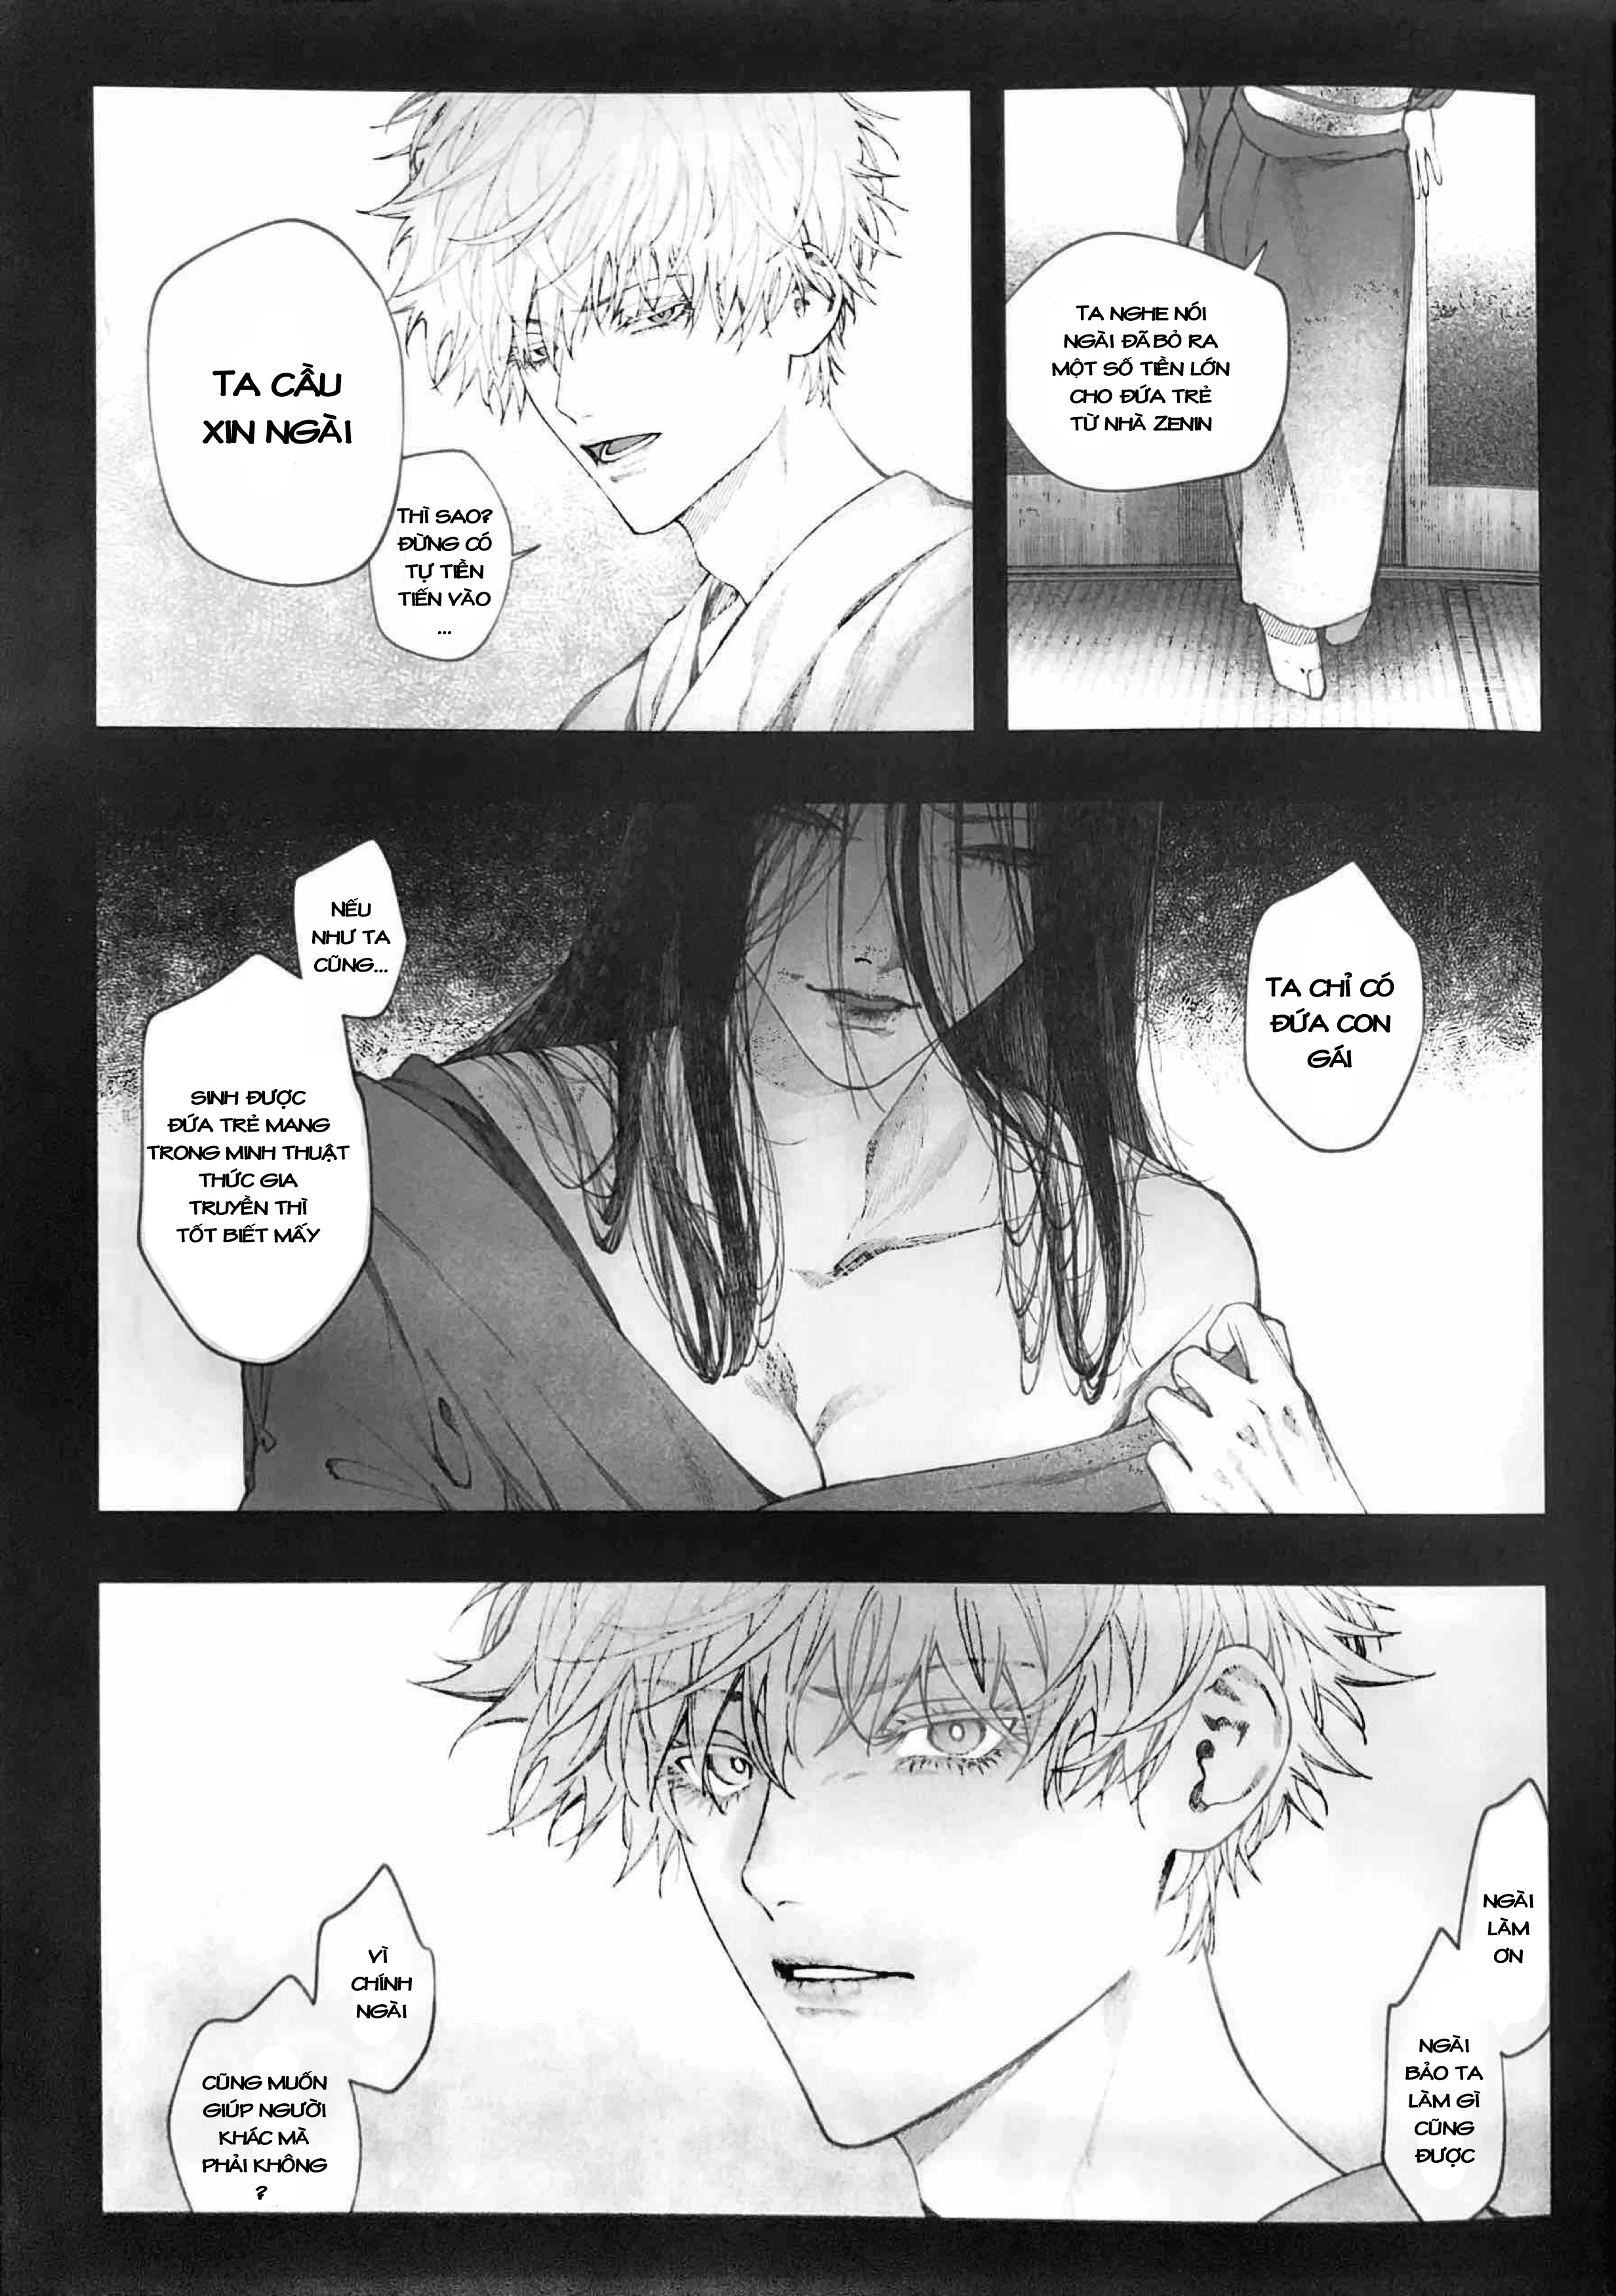 TA NGHE NÓI
NGÀI ĐÃ BỎ RA
MỘT SỐ TIỀN LỚN
CHO ĐỨA TRẺ
TỪ NHÀ ZENIN
THÌ SAO?
ĐỪNG CÓ
TỰ TIỀN
TIẾN VÀO
...
TA CẦU
XIN NGÀI
TA CHỈ CÓ
ĐỨA CON
GÁI
NẾU
NHƯ TA
CŨNG...
SINH ĐƯỢC
ĐỨA TRẺ MANG
TRONG MINH THUẬT
THỨC GIA
TRUYỀN THÌ
TỐT BIẾT MẤY
NGÀI
LÀM
ƠN
NGÀI
BẢO TA
LÀM GÌ
CŨNG
ĐƯỢC
VÌ
CHÍNH
NGÀI
CŨNG MUỐN
GIÚP NGƯỜI
KHÁC MÀ
PHẢI KHÔNG
?